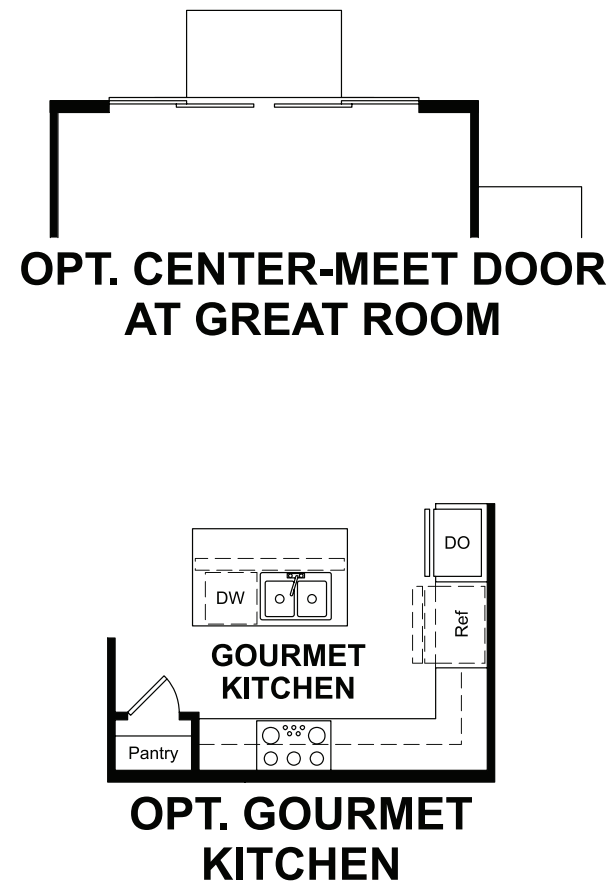 OPT. CENTER-MEET DOOR
AT GREAT ROOM
DO
DW
Ref
GOURMET
KITCHEN
Pantry
OPT. GOURMET
KITCHEN